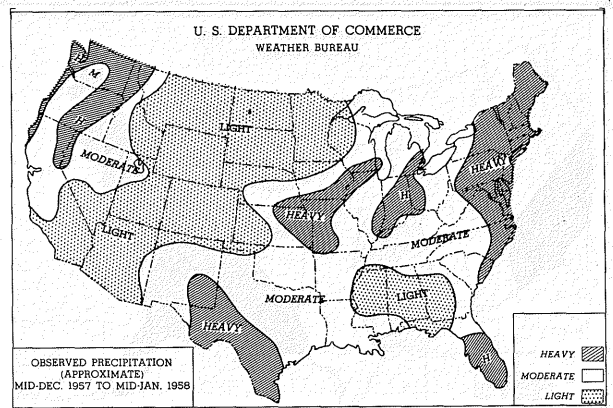 U. S. DEPARTMENT OF COMMERCE
WEATHER BUREAU
H
M
H
LIGHT
MODERATE
HEAVY
HEAVY
H
LIGHT
MODERATE
MODERATE
LIGHT
HEAVY
H
OBSERVED PRECIPITATION
(APPROXIMATE)
MID-DEC. 1957 TO MID-JAN. 1958
HEAVY
MODERATE
LIGHT